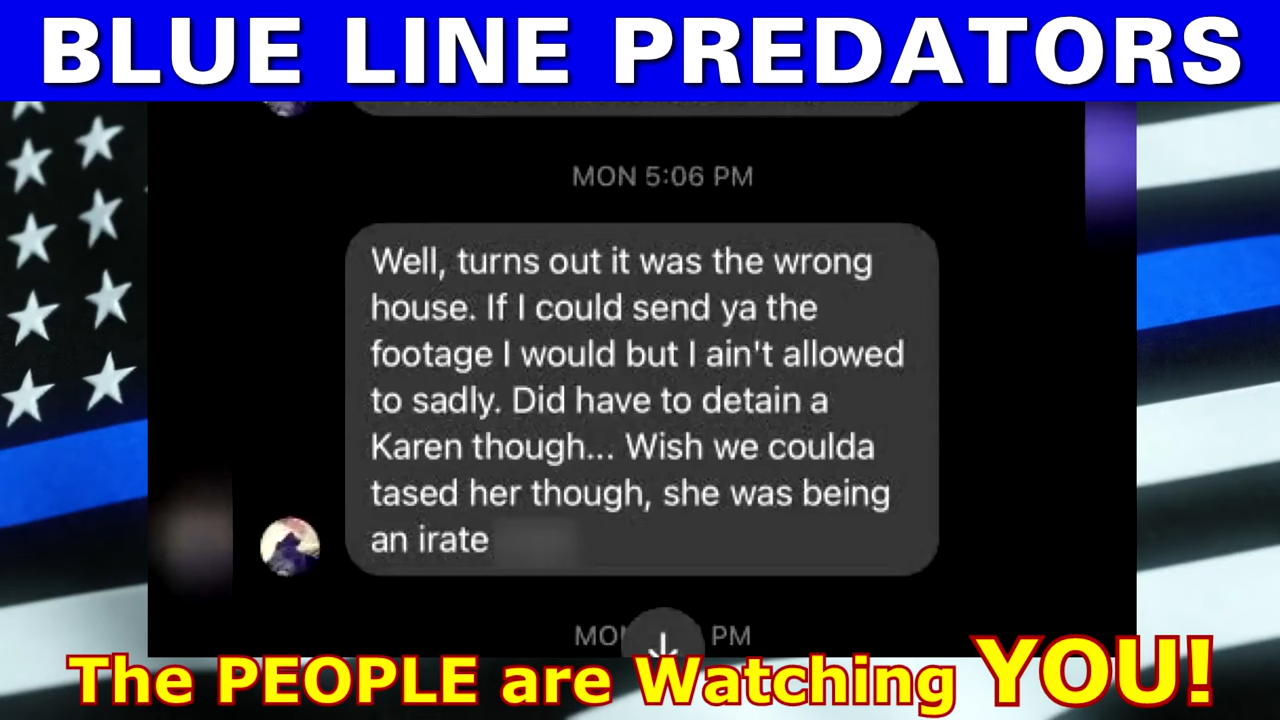 BLUE LINE PREDATORS
MON 5:06 PM
Well, turns out it was the wrong
house. If I could send ya the
footage I would but I ain't allowed
to sadly. Did have to detain a
Karen though... Wish we coulda
tased her though, she was being
an irate
PM
The PEOPLE are Watching YOU!